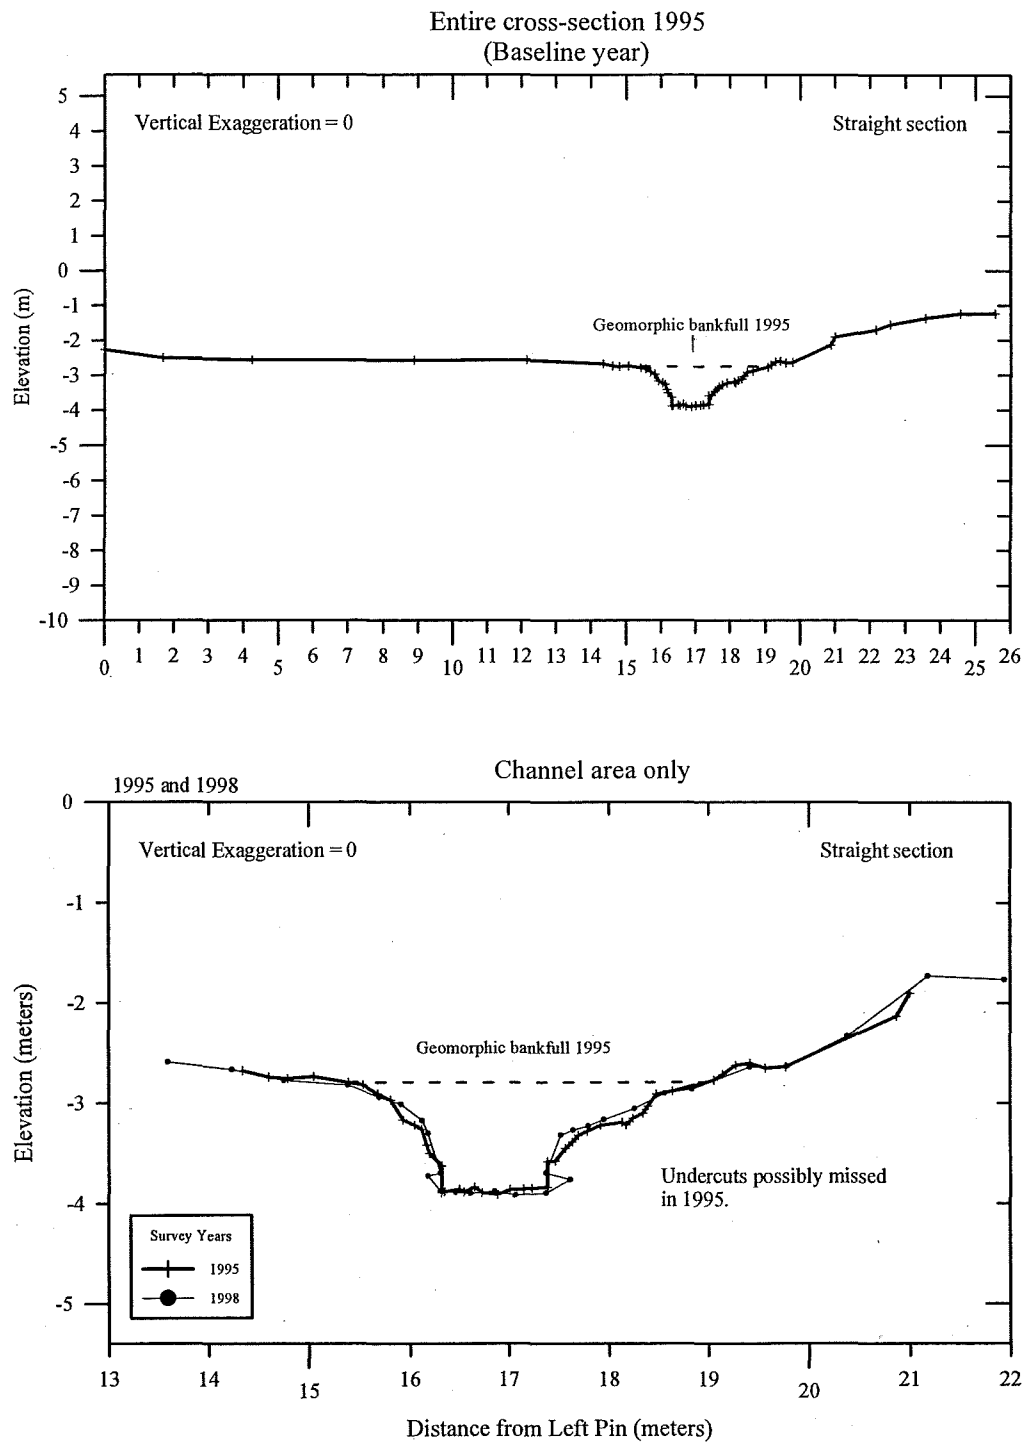 Entire cross-section 1995
(Baseline year)
Vertical Exaggeration = 0
Straight section
5
4
3
2
1
0
-1
-2
-3
-4
-5
-6
-7
-8
-9
-10
Elevation (m)
Geomorphic bankfull 1995
0 1 2 3 4 5 6 7 8 9 10 11 12 13 14 15 16 17 18 19 20 21 22 23 24 25 26
Channel area only
1995 and 1998
Vertical Exaggeration = 0
Straight section
0
-1
-2
-3
-4
-5
Elevation (meters)
Geomorphic bankfull 1995
Undercuts possibly missed
in 1995.
Survey Years
1995
1998
13 14 15 16 17 18 19 20 21 22
Distance from Left Pin (meters)